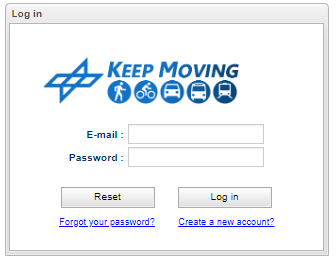 Log in
KEEP MOVING
E-mail :
Password :
Reset Log in
Forgot your password? Create a new account?